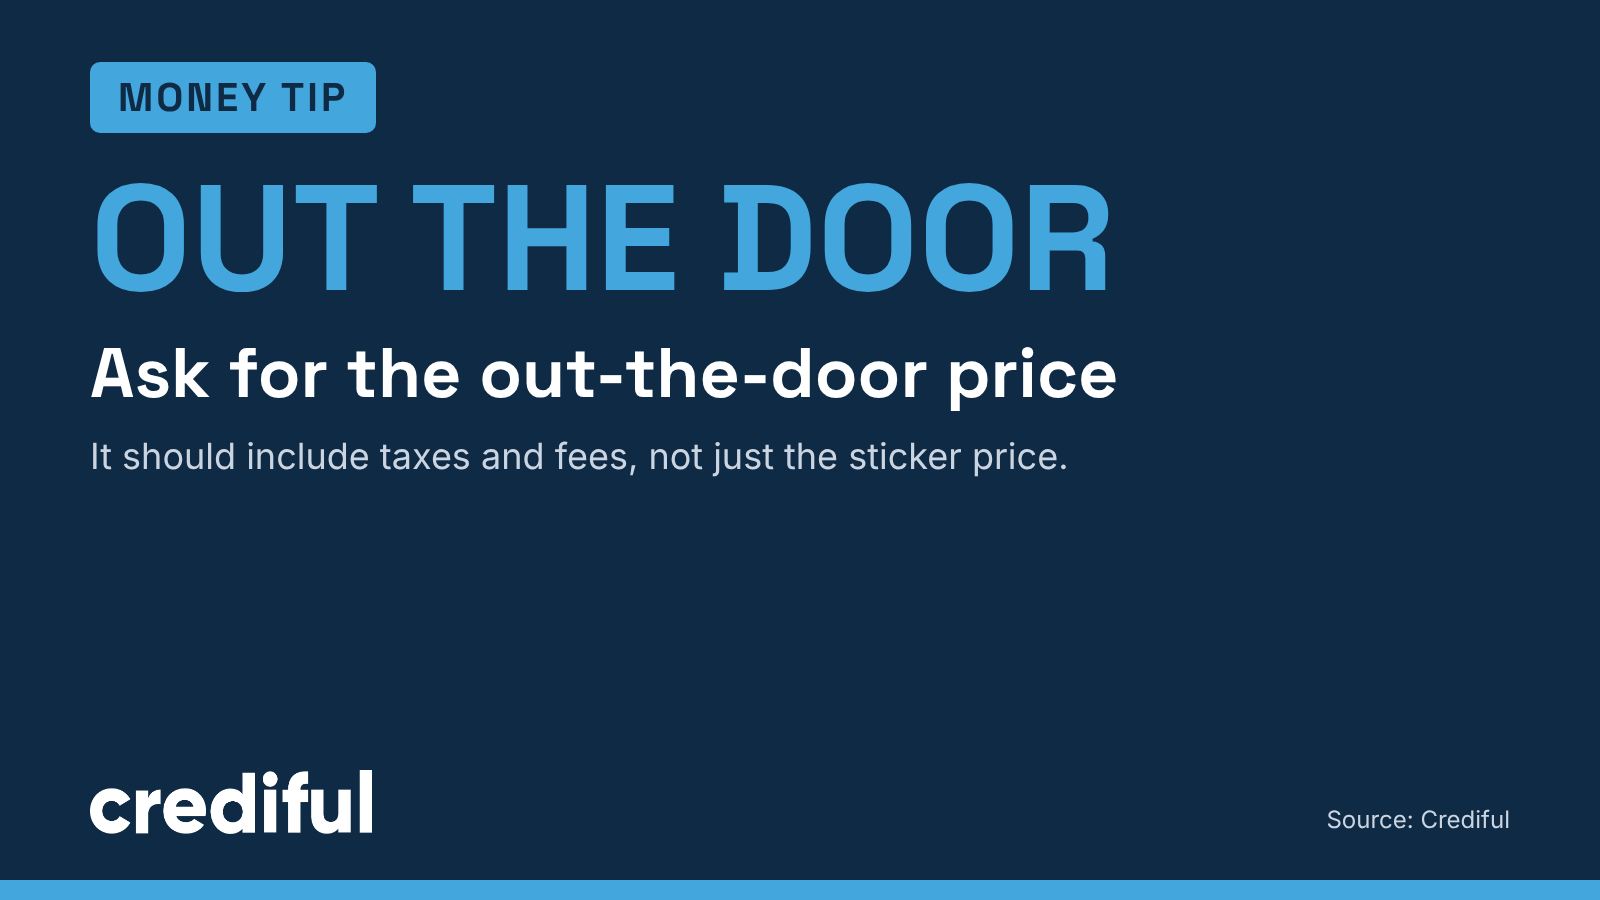 MONEY TIP
OUT THE DOOR
Ask for the out-the-door price
It should include taxes and fees, not just the sticker price.
crediful
Source: Crediful